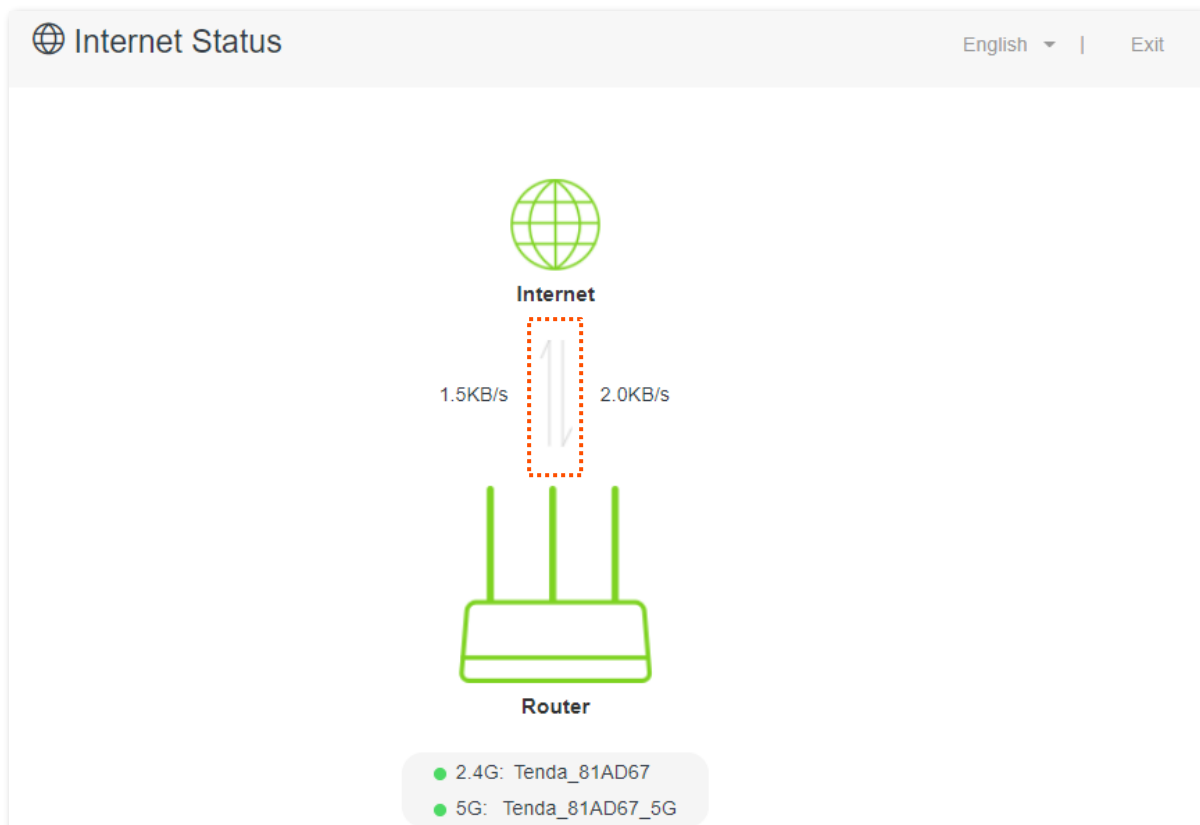 Internet Status
English | Exit
Internet
1.5KB/s 2.0KB/s
Router
2.4G: Tenda_81AD67
5G: Tenda_81AD67_5G